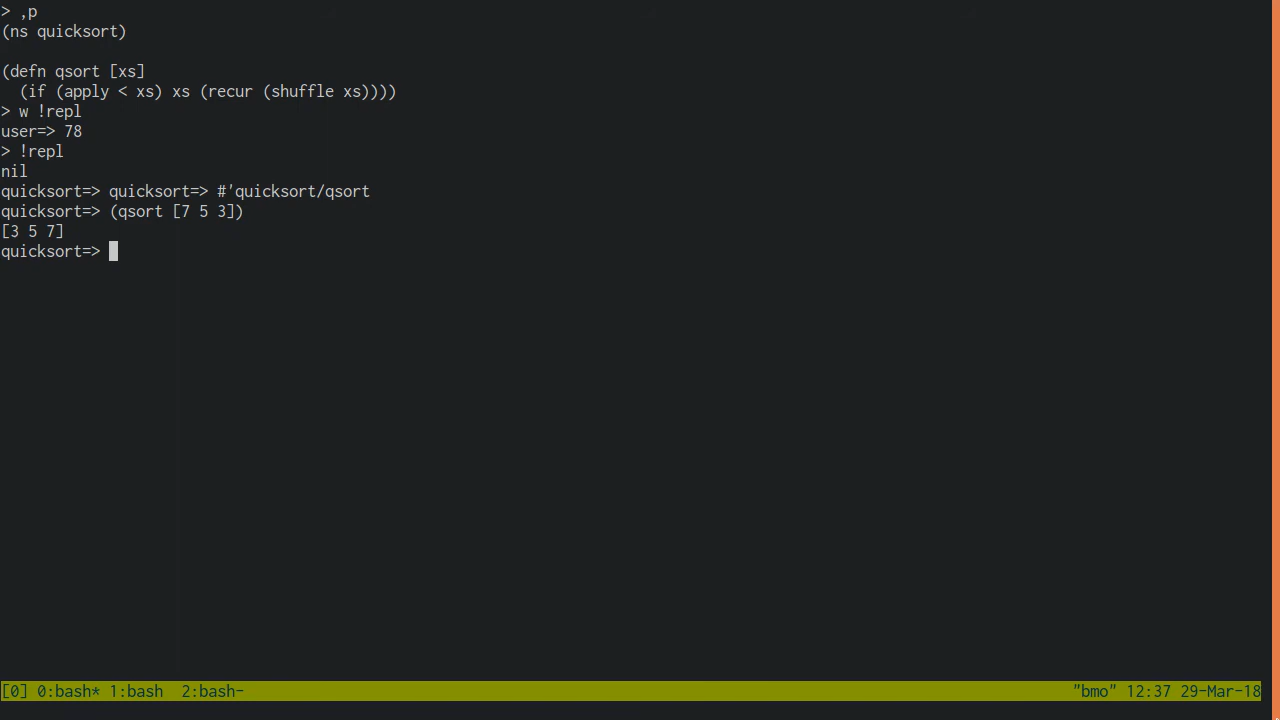 > ,p
(ns quicksort)
(defn qsort [xs]
  (if (apply < xs) xs (recur (shuffle xs))))
> w !repl
user=> 78
> !repl
nil
quicksort=> quicksort=> #'quicksort/qsort
quicksort=> (qsort [7 5 3])
[3 5 7]
quicksort=>
[0] 0:bash* 1:bash  2:bash- "bmo" 12:37 29-Mar-18